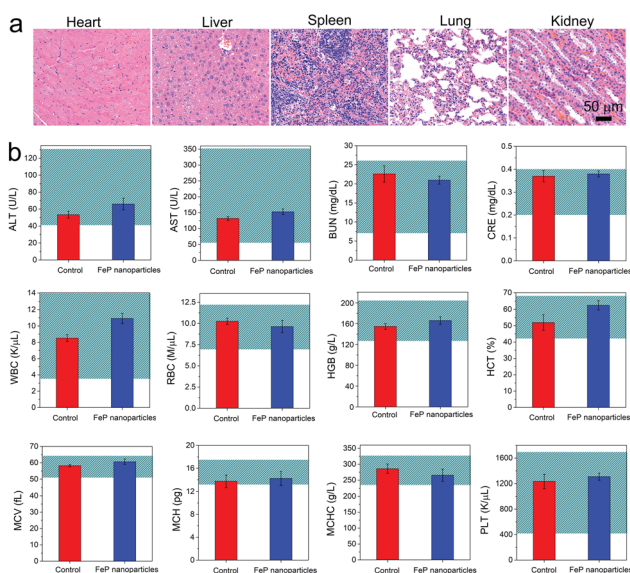 a
Heart Liver Spleen Lung Kidney
50 μm
b
ALT (U/L)
0 20 40 60 80 100 120
Control FeP nanoparticles
AST (U/L)
0 50 100 150 200 250 300 350
Control FeP nanoparticles
BUN (mg/dL)
0 5 10 15 20 25 30
Control FeP nanoparticles
CRE (mg/dL)
0.0 0.1 0.2 0.3 0.4 0.5
Control FeP nanoparticles
WBC (K/μL)
0 2 4 6 8 10 12 14
Control FeP nanoparticles
RBC (M/μL)
0.0 2.5 5.0 7.5 10.0 12.5
Control FeP nanoparticles
HGB (g/L)
0 40 80 120 160 200
Control FeP nanoparticles
HCT (%)
0 10 20 30 40 50 60 70
Control FeP nanoparticles
MCV (fL)
0 10 20 30 40 50 60 70
Control FeP nanoparticles
MCH (pg)
0 5 10 15 20
Control FeP nanoparticles
MCHC (g/L)
0 50 100 150 200 250 300 350
Control FeP nanoparticles
PLT (K/μL)
0 400 800 1200 1600
Control FeP nanoparticles